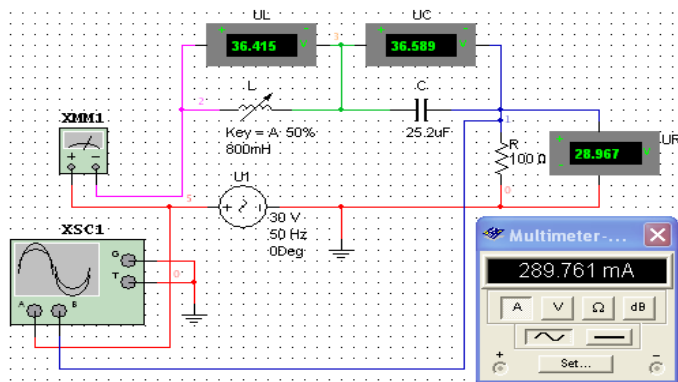 UL
UC
36.415
V
3
36.589
V
2
L
C
1
XMM1
Key = A 50%
800mH
25.2uF
R
100 Ω
28.967
V
UR
U1
5
0
XSC1
30 V
50 Hz
0Deg
G
T
0
A
B
Multimeter-...
289.761 mA
A
V
Ω
dB
Set...